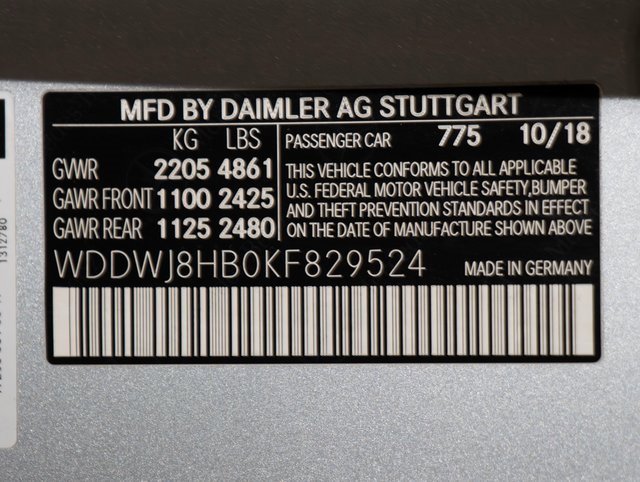 MFD BY DAIMLER AG STUTTGART
KG LBS
GWR 2205 4861
GAWR FRONT 1100 2425
GAWR REAR 1125 2480
PASSENGER CAR 775 10/18
THIS VEHICLE CONFORMS TO ALL APPLICABLE
U.S. FEDERAL MOTOR VEHICLE SAFETY,BUMPER
AND THEFT PREVENTION STANDARDS IN EFFECT
ON THE DATE OF MANUFACTURE SHOWN ABOVE
WDDWJ8HB0KF829524 MADE IN GERMANY
1312780